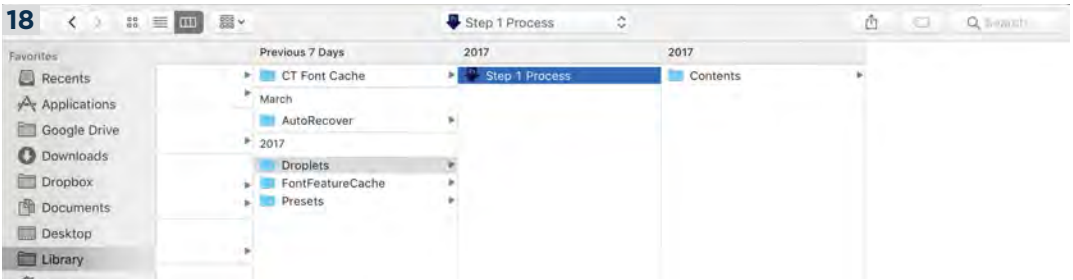 18
Step 1 Process
Search
Favorites
Recents
Applications
Google Drive
Downloads
Dropbox
Documents
Desktop
Library
Previous 7 Days
CT Font Cache
March
AutoRecover
2017
Droplets
FontFeatureCache
Presets
2017
Step 1 Process
2017
Contents